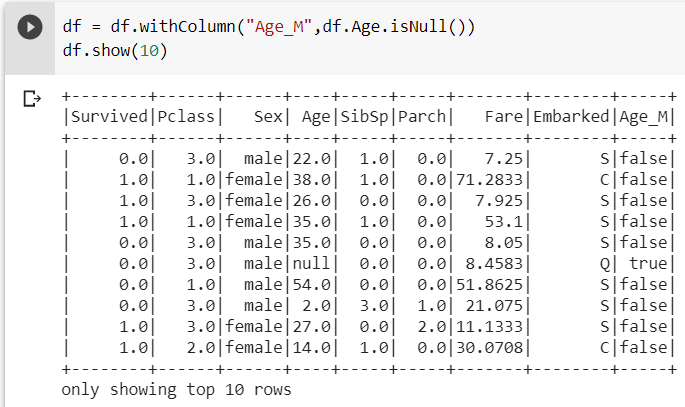 df = df.withColumn("Age_M",df.Age.isNull())
df.show(10)
+--------+------+------+----+-----+-----+-------+--------+-----+
|Survived|Pclass|   Sex| Age|SibSp|Parch|   Fare|Embarked|Age_M|
+--------+------+------+----+-----+-----+-------+--------+-----+
|     0.0|   3.0|  male|22.0|  1.0|  0.0|   7.25|       S|false|
|     1.0|   1.0|female|38.0|  1.0|  0.0|71.2833|       C|false|
|     1.0|   3.0|female|26.0|  0.0|  0.0|  7.925|       S|false|
|     1.0|   1.0|female|35.0|  1.0|  0.0|   53.1|       S|false|
|     0.0|   3.0|  male|35.0|  0.0|  0.0|   8.05|       S|false|
|     0.0|   3.0|  male|null|  0.0|  0.0| 8.4583|       Q| true|
|     0.0|   1.0|  male|54.0|  0.0|  0.0|51.8625|       S|false|
|     0.0|   3.0|  male| 2.0|  3.0|  1.0| 21.075|       S|false|
|     1.0|   3.0|female|27.0|  0.0|  2.0|11.1333|       S|false|
|     1.0|   2.0|female|14.0|  1.0|  0.0|30.0708|       C|false|
+--------+------+------+----+-----+-----+-------+--------+-----+
only showing top 10 rows